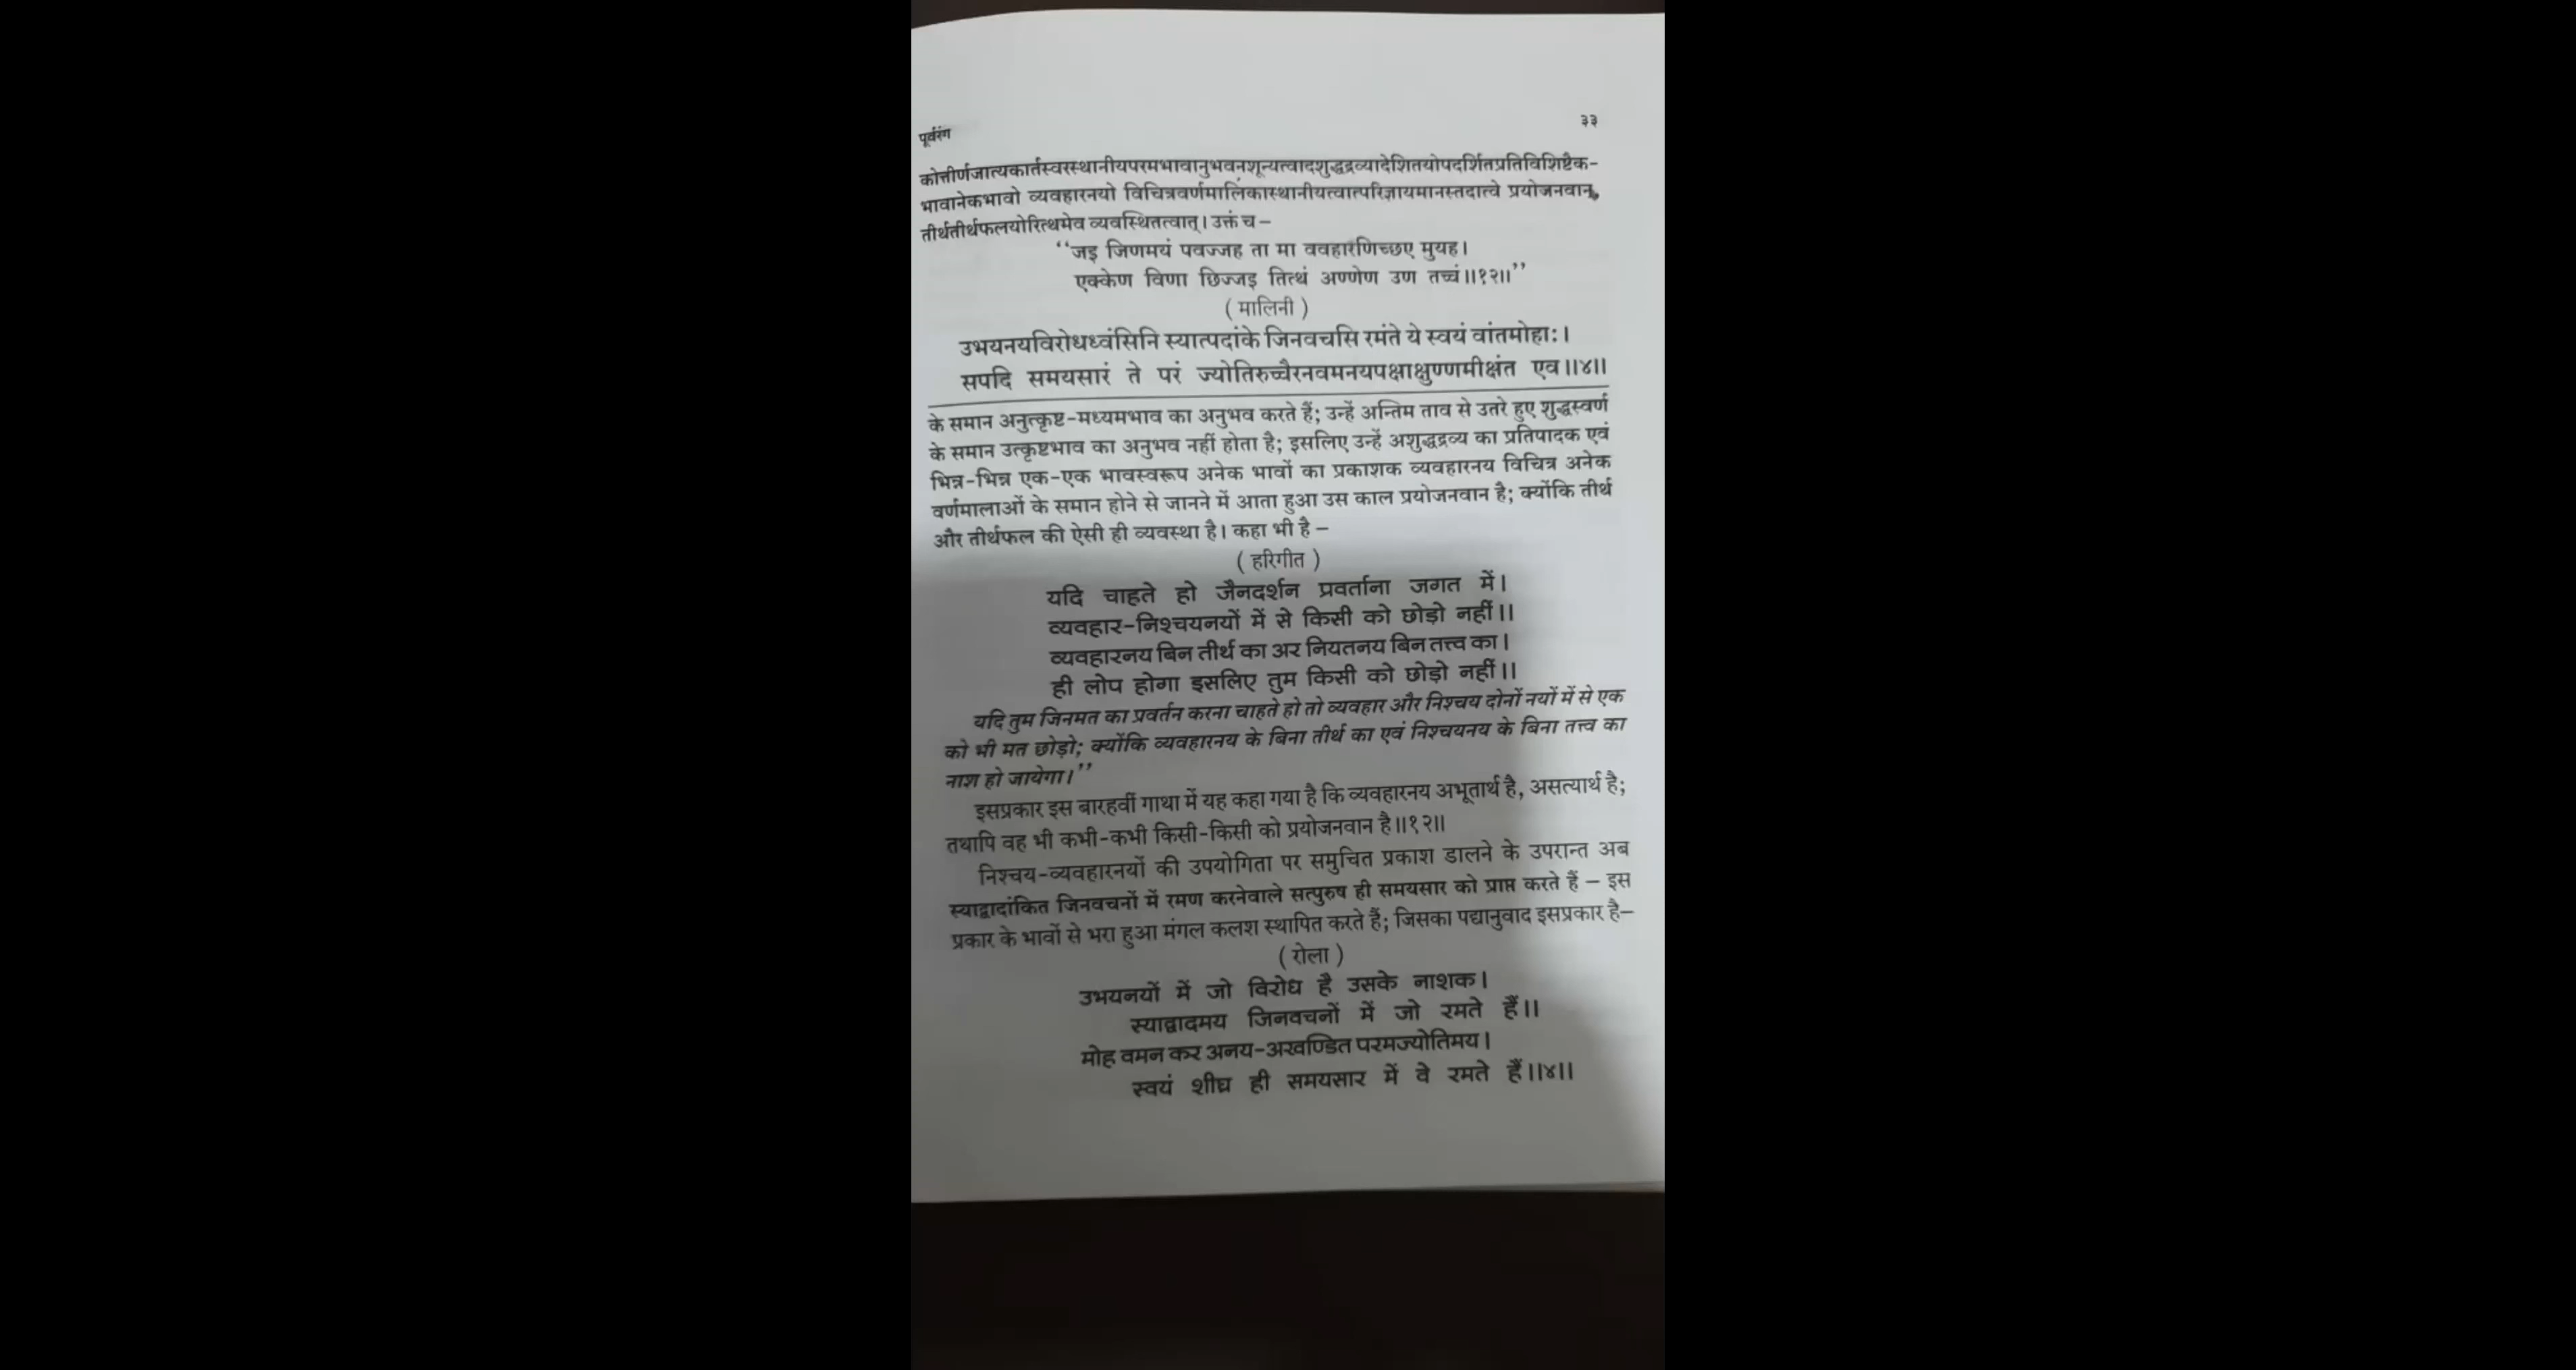 पूर्वरंग ३३
कोत्तीर्णजात्यकार्तस्वरस्थानीयपरमभावानुभवनशून्यत्वादशुद्धद्रव्यादेशितयोपदर्शितप्रतिविशिष्टैक-
भावानेकभावो व्यवहारनयो विचित्रवर्णमालिकास्थानीयत्वात्परिज्ञायमानस्तदात्वे प्रयोजनवान्,
तीर्थतीर्थफलयोरित्थमेव व्यवस्थितत्वात्। उक्तं च –
‘‘जइ जिणमयं पवज्जह ता मा ववहारणिच्छए मुयह।
एक्केण विणा छिज्जइ तित्थं अण्णेण उण तच्चं॥१२॥’’
( मालिनी )
उभयनयविरोधध्वंसिनि स्यात्पदांके जिनवचसि रमंते ये स्वयं वांतमोहाः।
सपदि समयसारं ते परं ज्योतिरुच्चैरनवमनयपक्षाक्षुण्णमीक्षंत एव॥४॥
के समान अनुत्कृष्ट-मध्यमभाव का अनुभव करते हैं; उन्हें अन्तिम ताव से उतरे हुए शुद्धस्वर्ण
के समान उत्कृष्टभाव का अनुभव नहीं होता है; इसलिए उन्हें अशुद्धद्रव्य का प्रतिपादक एवं
भिन्न-भिन्न एक-एक भावस्वरूप अनेक भावों का प्रकाशक व्यवहारनय विचित्र अनेक
वर्णमालाओं के समान होने से जानने में आता हुआ उस काल प्रयोजनवान है; क्योंकि तीर्थ
और तीर्थफल की ऐसी ही व्यवस्था है। कहा भी है –
( हरिगीत )
यदि चाहते हो जैनदर्शन प्रवर्ताना जगत में।
व्यवहार-निश्चयनयों में से किसी को छोड़ो नहीं॥
व्यवहारनय बिन तीर्थ का अर नियतनय बिन तत्त्व का।
ही लोप होगा इसलिए तुम किसी को छोड़ो नहीं॥
यदि तुम जिनमत का प्रवर्तन करना चाहते हो तो व्यवहार और निश्चय दोनों नयों में से एक
को भी मत छोड़ो; क्योंकि व्यवहारनय के बिना तीर्थ का एवं निश्चयनय के बिना तत्त्व का
नाश हो जायेगा।’’
इसप्रकार इस बारहवीं गाथा में यह कहा गया है कि व्यवहारनय अभूतार्थ है, असत्यार्थ है;
तथापि वह भी कभी-कभी किसी-किसी को प्रयोजनवान है॥१२॥
निश्चय-व्यवहारनयों की उपयोगिता पर समुचित प्रकाश डालने के उपरान्त अब
स्याद्वादांकित जिनवचनों में रमण करनेवाले सत्पुरुष ही समयसार को प्राप्त करते हैं – इस
प्रकार के भावों से भरा हुआ मंगल कलश स्थापित करते हैं; जिसका पद्यानुवाद इसप्रकार है–
( रोला )
उभयनयों में जो विरोध है उसके नाशक।
स्याद्वादमय जिनवचनों में जो रमते हैं॥
मोह वमन कर अनय-अखण्डित परमज्योतिमय।
स्वयं शीघ्र ही समयसार में वे रमते हैं॥४॥